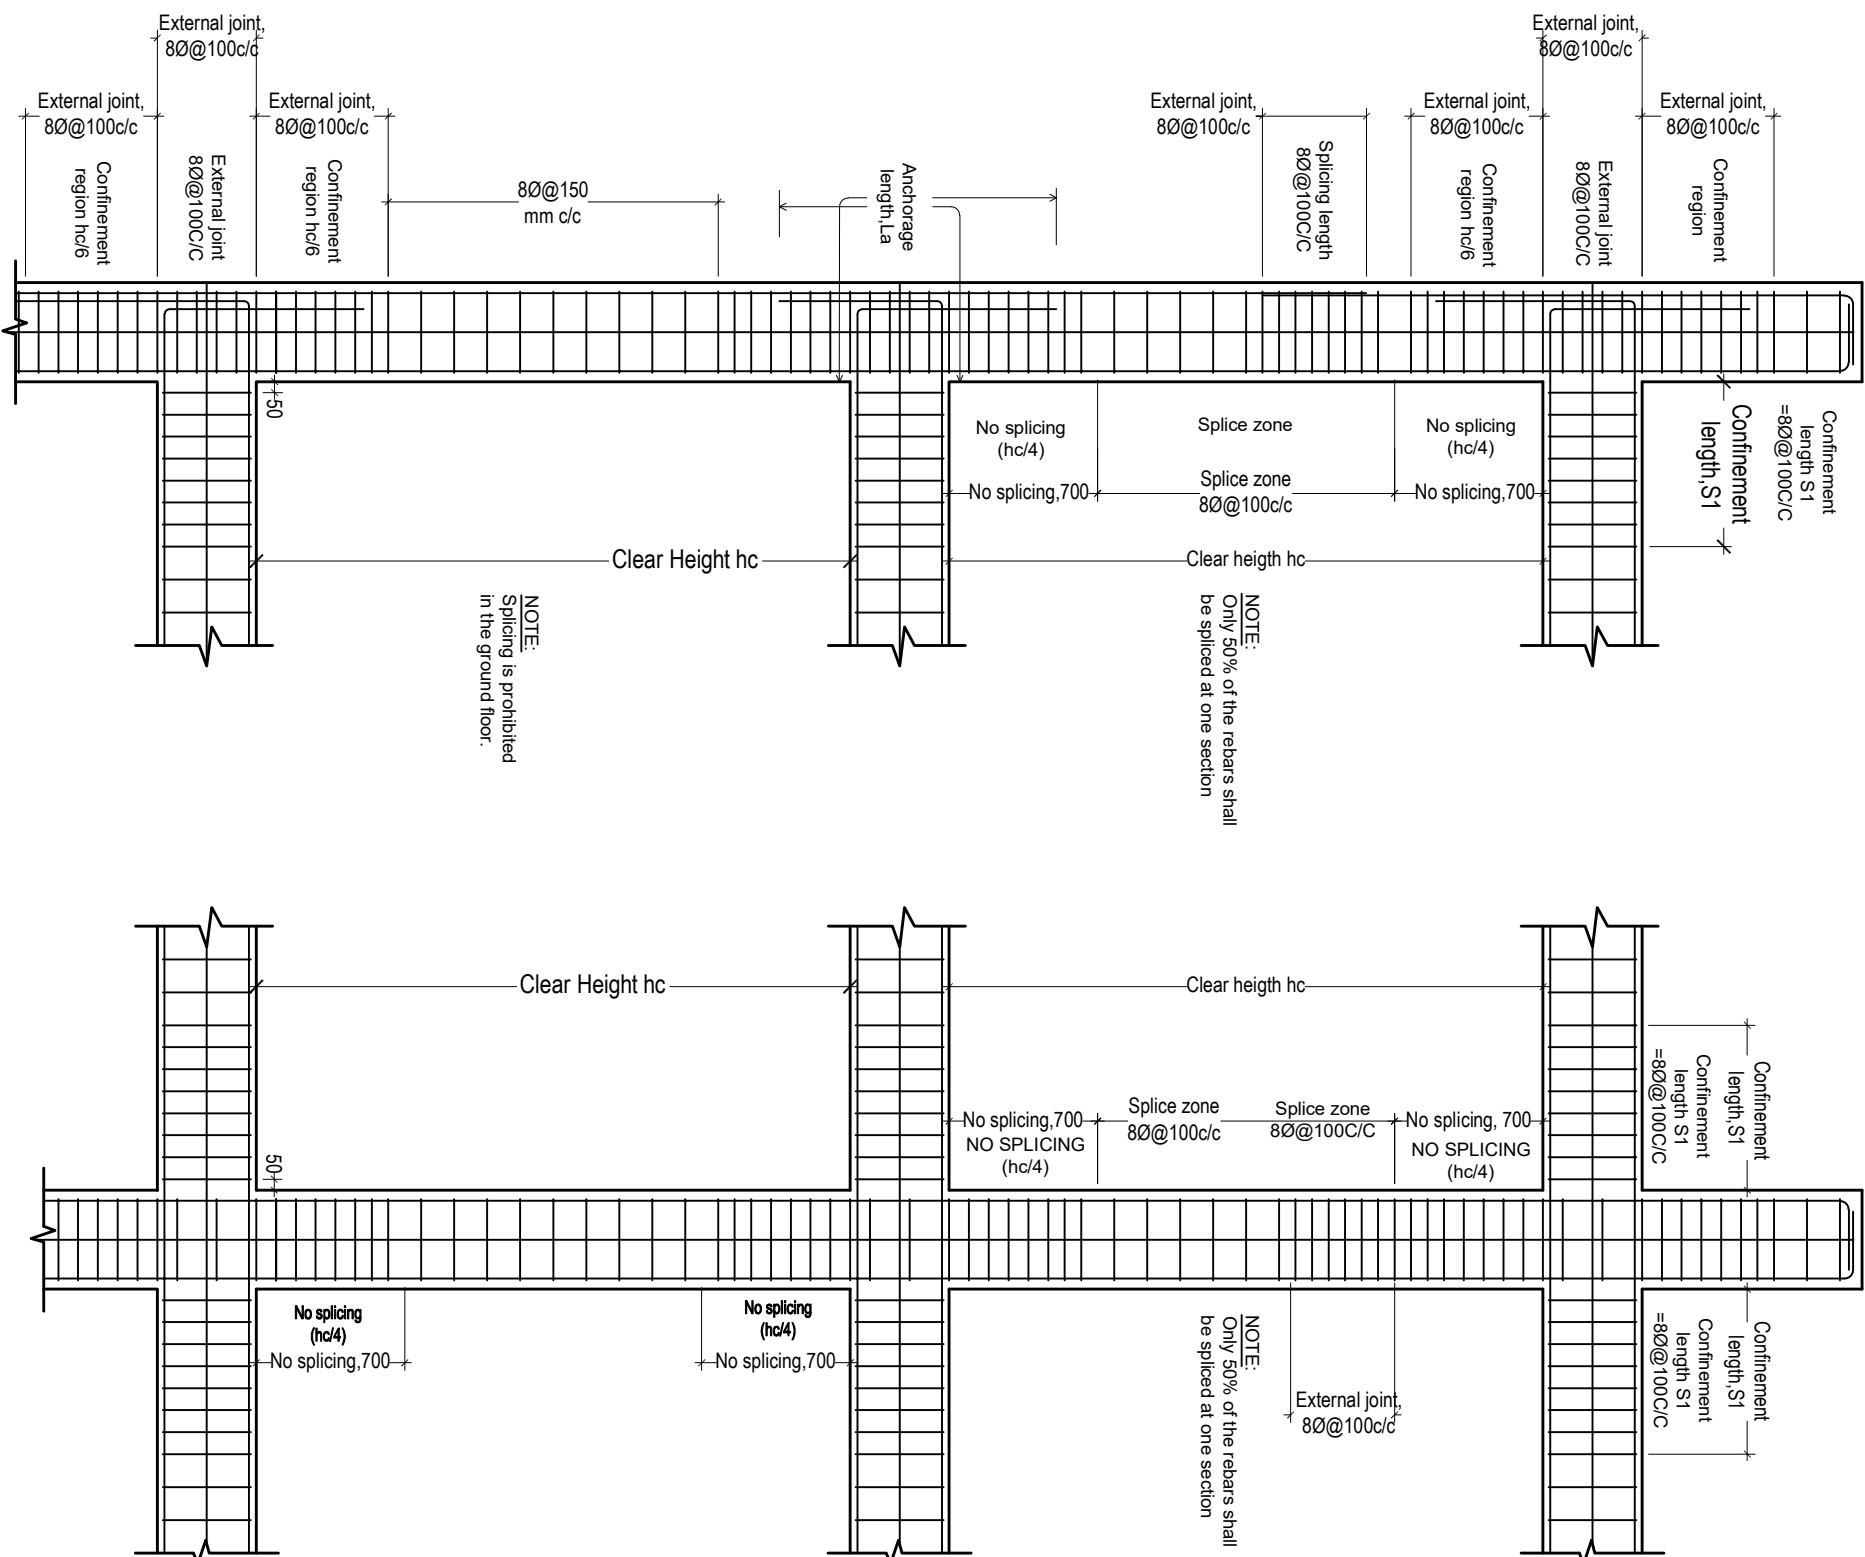 External joint,
8Ø@100c/c
External joint,
8Ø@100c/c
External joint,
8Ø@100c/c
External joint,
8Ø@100c/c
External joint,
8Ø@100c/c
External joint,
8Ø@100c/c
External joint,
8Ø@100c/c
External joint,
8Ø@100c/c
Confinement
region hc/6
External joint
8Ø@100C/C
Confinement
region hc/6
8Ø@150
mm c/c
Anchorage
length,La
Splicing length
8Ø@100C/C
Confinement
region hc/6
External joint
8Ø@100C/C
Confinement
region
50
No splicing
(hc/4)
Splice zone
No splicing
(hc/4)
No splicing,700
Splice zone
8Ø@100c/c
No splicing,700
Confinement
length,S1
Confinement
length S1
=8Ø@100C/C
Clear Height hc
Clear heigth hc
NOTE:
Splicing is prohibited
in the ground floor.
NOTE:
Only 50% of the rebars shall
be spliced at one section
Clear Height hc
Clear heigth hc
50
No splicing,700
NO SPLICING
(hc/4)
Splice zone
8Ø@100c/c
Splice zone
8Ø@100C/C
No splicing, 700
NO SPLICING
(hc/4)
Confinement
length,S1
Confinement
length S1
=8Ø@100C/C
No splicing
(hc/4)
No splicing,700
No splicing
(hc/4)
No splicing,700
NOTE:
Only 50% of the rebars shall
be spliced at one section
External joint,
8Ø@100c/c
Confinement
length,S1
Confinement
length S1
=8Ø@100C/C